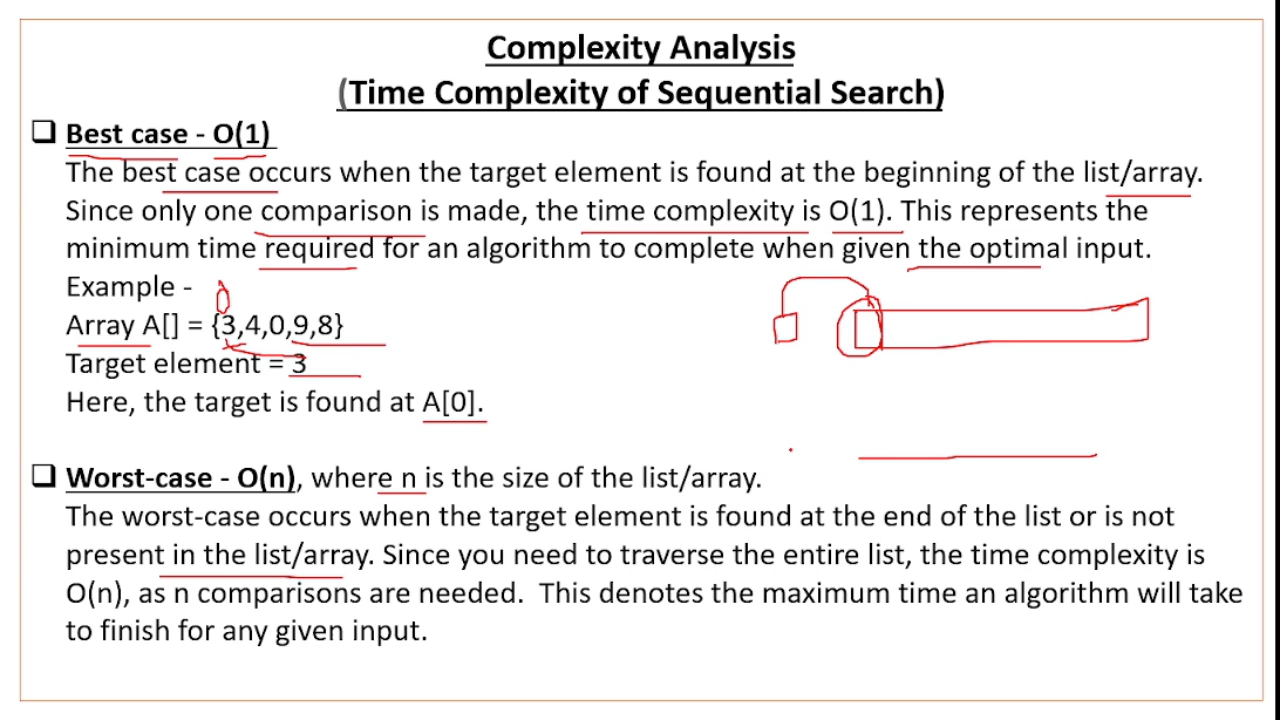 Complexity Analysis
(Time Complexity of Sequential Search)
❑ Best case - O(1)
The best case occurs when the target element is found at the beginning of the list/array.
Since only one comparison is made, the time complexity is O(1). This represents the
minimum time required for an algorithm to complete when given the optimal input.
Example -
0
Array A[] = {3,4,0,9,8}
Target element = 3
Here, the target is found at A[0].
❑ Worst-case - O(n), where n is the size of the list/array.
The worst-case occurs when the target element is found at the end of the list or is not
present in the list/array. Since you need to traverse the entire list, the time complexity is
O(n), as n comparisons are needed. This denotes the maximum time an algorithm will take
to finish for any given input.